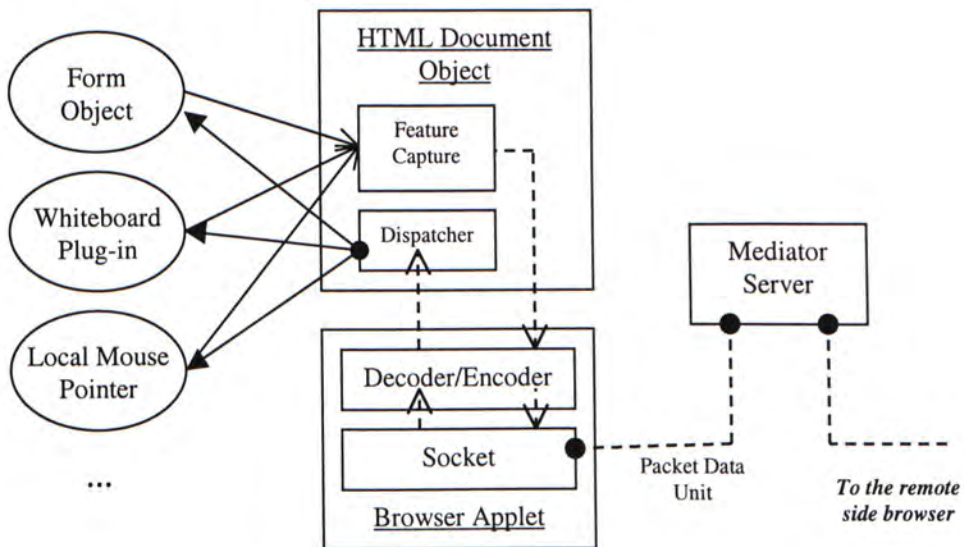 HTML Document
Object
Form
Object
Feature
Capture
Whiteboard
Plug-in
Dispatcher
Mediator
Server
Local Mouse
Pointer
Decoder/Encoder
Socket
Packet Data
Unit
...
To the remote
side browser
Browser Applet